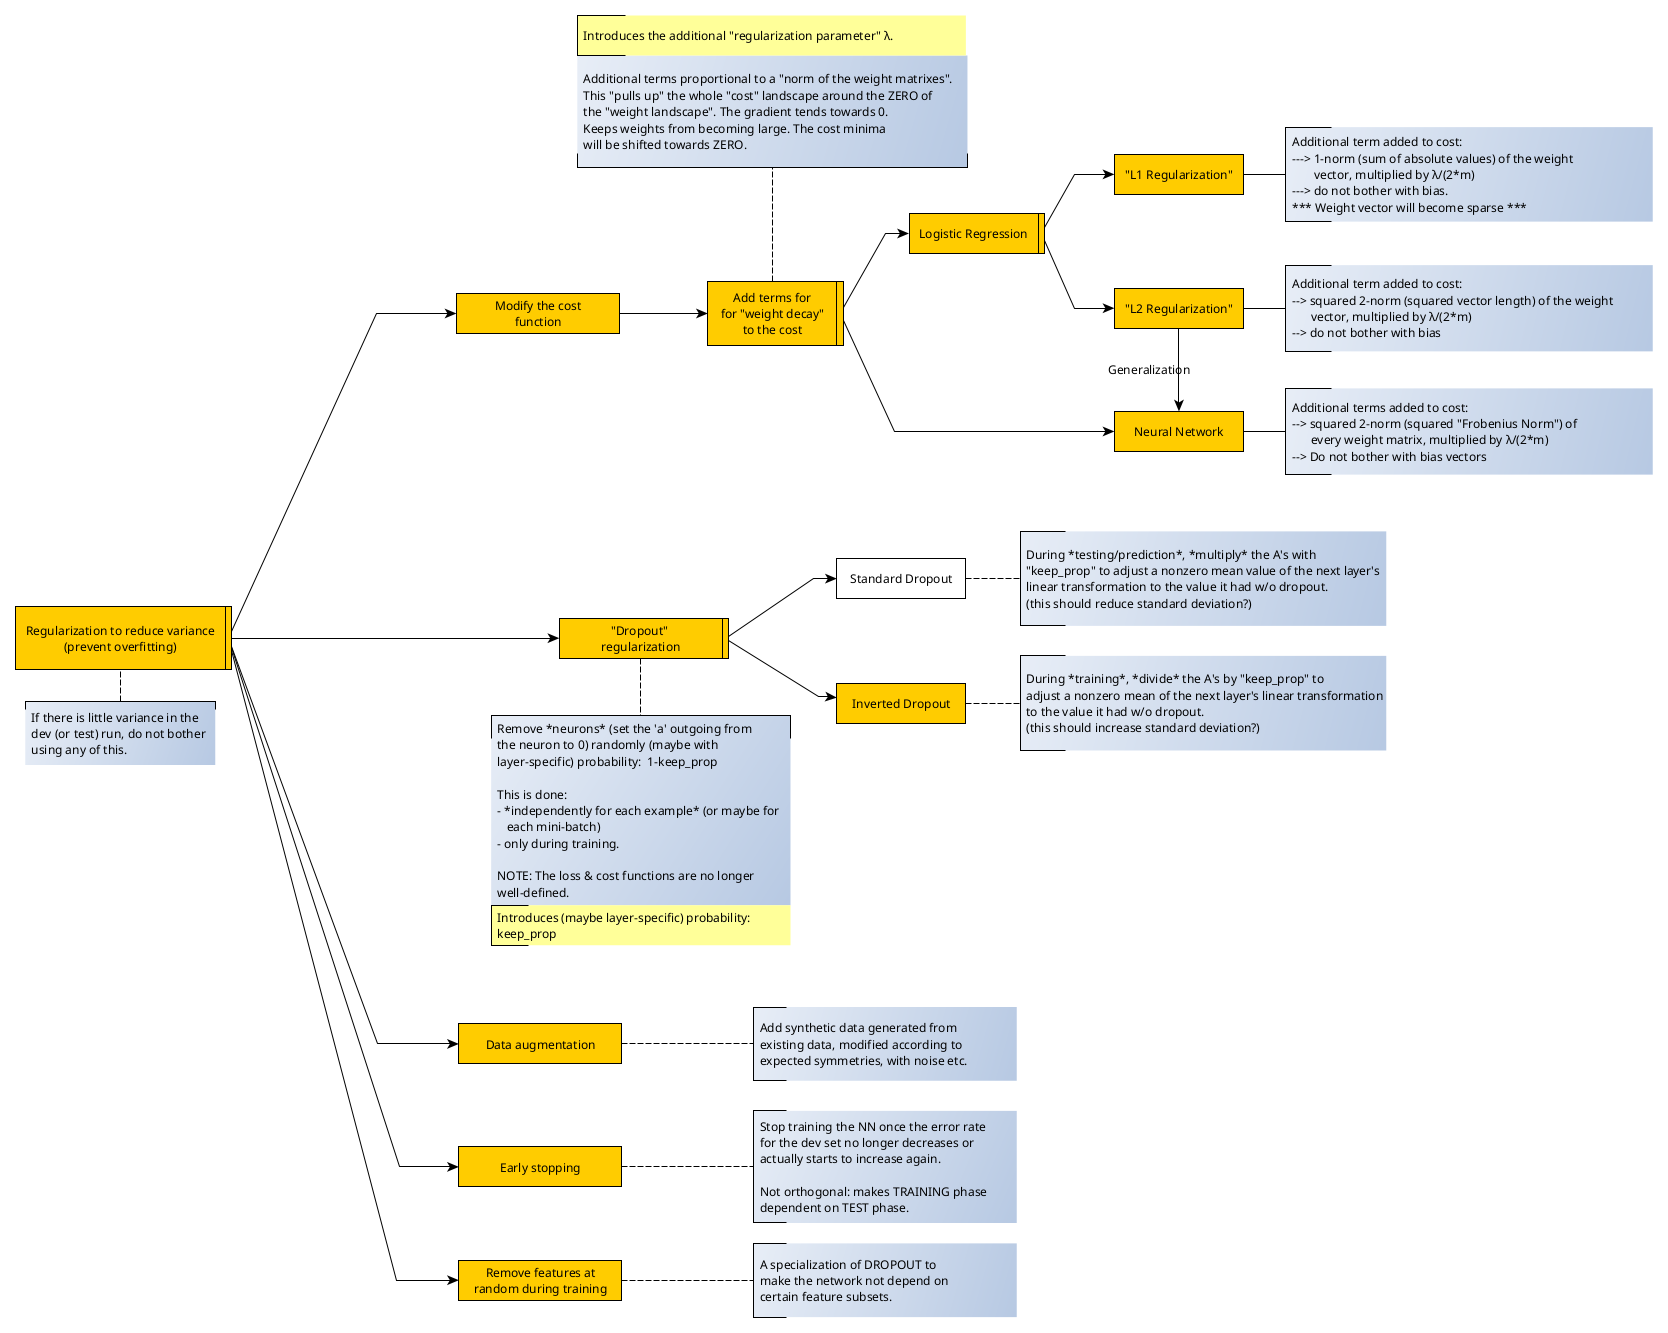 Introduces the additional "regularization parameter" λ.
Additional terms proportional to a "norm of the weight matrixes".
This "pulls up" the whole "cost" landscape around the ZERO of
the "weight landscape". The gradient tends towards 0.
Keeps weights from becoming large. The cost minima
will be shifted towards ZERO.
Additional term added to cost:
---> 1-norm (sum of absolute values) of the weight
vector, multiplied by λ/(2*m)
---> do not bother with bias.
*** Weight vector will become sparse ***
"L1 Regularization"
Logistic Regression
Additional term added to cost:
--> squared 2-norm (squared vector length) of the weight
vector, multiplied by λ/(2*m)
--> do not bother with bias
"L2 Regularization"
Modify the cost
function
Add terms for
for "weight decay"
to the cost
Generalization
Neural Network
Additional terms added to cost:
--> squared 2-norm (squared "Frobenius Norm") of
every weight matrix, multiplied by λ/(2*m)
--> Do not bother with bias vectors
Standard Dropout
During *testing/prediction*, *multiply* the A's with
"keep_prop" to adjust a nonzero mean value of the next layer's
linear transformation to the value it had w/o dropout.
(this should reduce standard deviation?)
Regularization to reduce variance
(prevent overfitting)
"Dropout"
regularization
If there is little variance in the
dev (or test) run, do not bother
using any of this.
Inverted Dropout
During *training*, *divide* the A's by "keep_prop" to
adjust a nonzero mean of the next layer's linear transformation
to the value it had w/o dropout.
(this should increase standard deviation?)
Remove *neurons* (set the 'a' outgoing from
the neuron to 0) randomly (maybe with
layer-specific) probability:  1-keep_prop
This is done:
- *independently for each example* (or maybe for
each mini-batch)
- only during training.
NOTE: The loss & cost functions are no longer
well-defined.
Introduces (maybe layer-specific) probability:
keep_prop
Data augmentation
Add synthetic data generated from
existing data, modified according to
expected symmetries, with noise etc.
Early stopping
Stop training the NN once the error rate
for the dev set no longer decreases or
actually starts to increase again.
Not orthogonal: makes TRAINING phase
dependent on TEST phase.
Remove features at
random during training
A specialization of DROPOUT to
make the network not depend on
certain feature subsets.